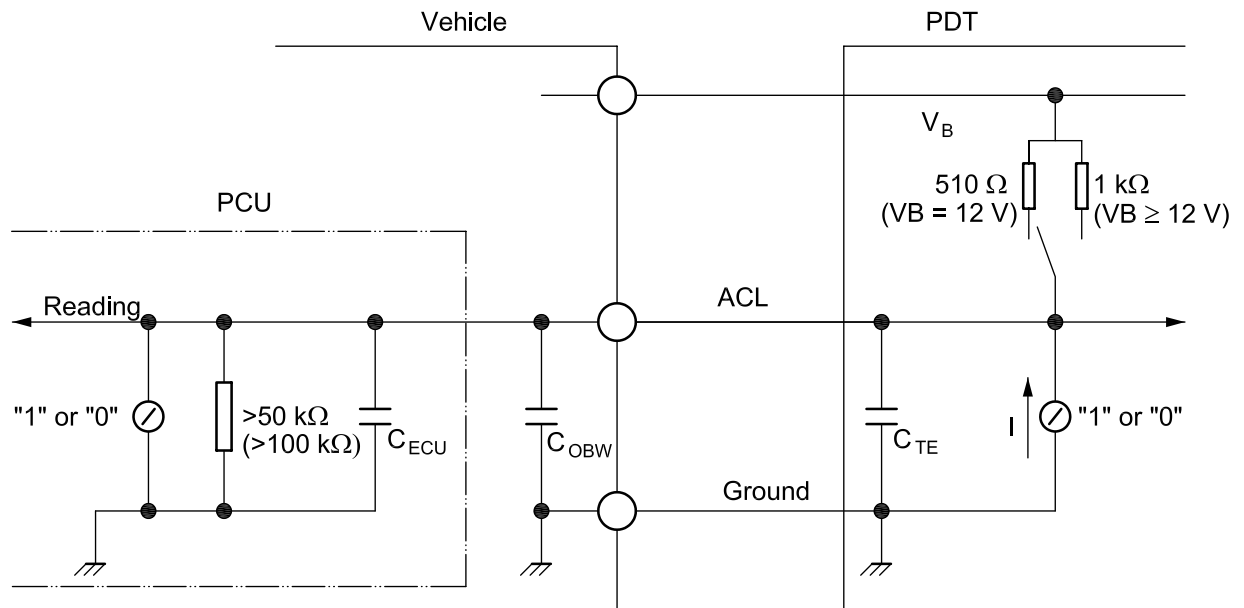 Vehicle
PDT
V_B
510 Ω
(VB = 12 V)
1 kΩ
(VB ≥ 12 V)
PCU
Reading
ACL
"1" or "0"
>50 kΩ
(>100 kΩ)
C_ECU
C_OBW
C_TE
I
"1" or "0"
Ground